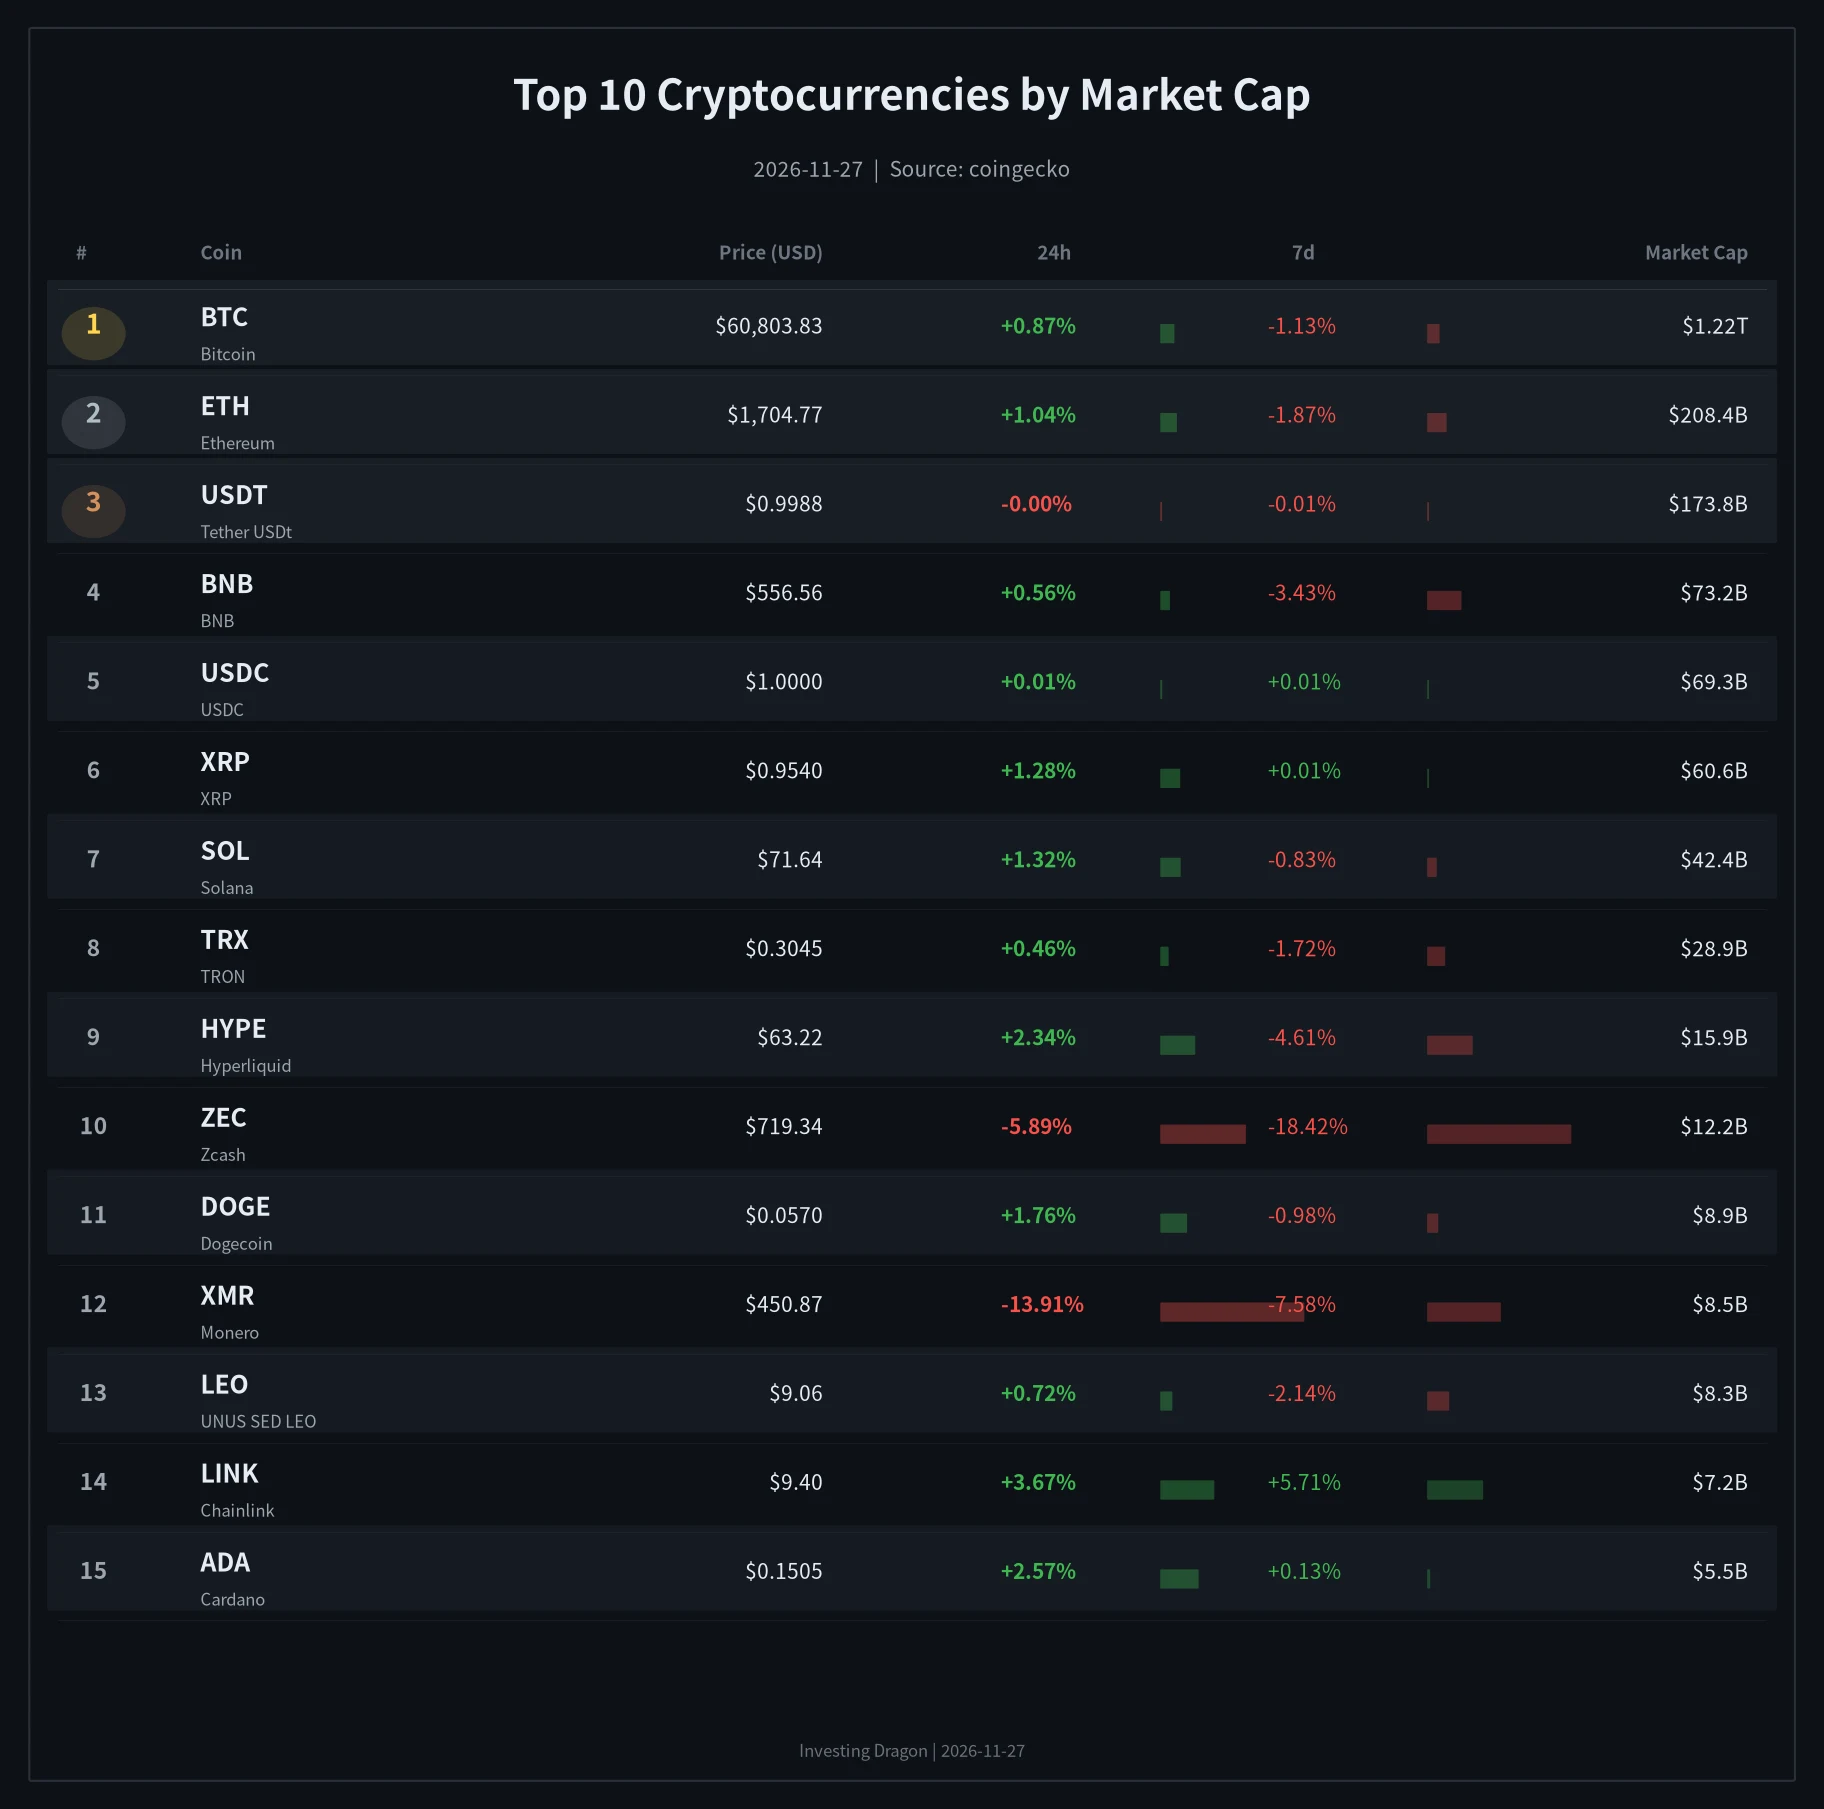 Top 10 Cryptocurrencies by Market Cap
2026-11-27 | Source: coingecko
# Coin Price (USD) 24h 7d Market Cap
1 BTC $60,803.83 +0.87% -1.13% $1.22T
Bitcoin
2 ETH $1,704.77 +1.04% -1.87% $208.4B
Ethereum
3 USDT $0.9988 -0.00% -0.01% $173.8B
Tether USDt
4 BNB $556.56 +0.56% -3.43% $73.2B
BNB
5 USDC $1.0000 +0.01% +0.01% $69.3B
USDC
6 XRP $0.9540 +1.28% +0.01% $60.6B
XRP
7 SOL $71.64 +1.32% -0.83% $42.4B
Solana
8 TRX $0.3045 +0.46% -1.72% $28.9B
TRON
9 HYPE $63.22 +2.34% -4.61% $15.9B
Hyperliquid
10 ZEC $719.34 -5.89% -18.42% $12.2B
Zcash
11 DOGE $0.0570 +1.76% -0.98% $8.9B
Dogecoin
12 XMR $450.87 -13.91% -7.58% $8.5B
Monero
13 LEO $9.06 +0.72% -2.14% $8.3B
UNUS SED LEO
14 LINK $9.40 +3.67% +5.71% $7.2B
Chainlink
15 ADA $0.1505 +2.57% +0.13% $5.5B
Cardano
Investing Dragon | 2026-11-27